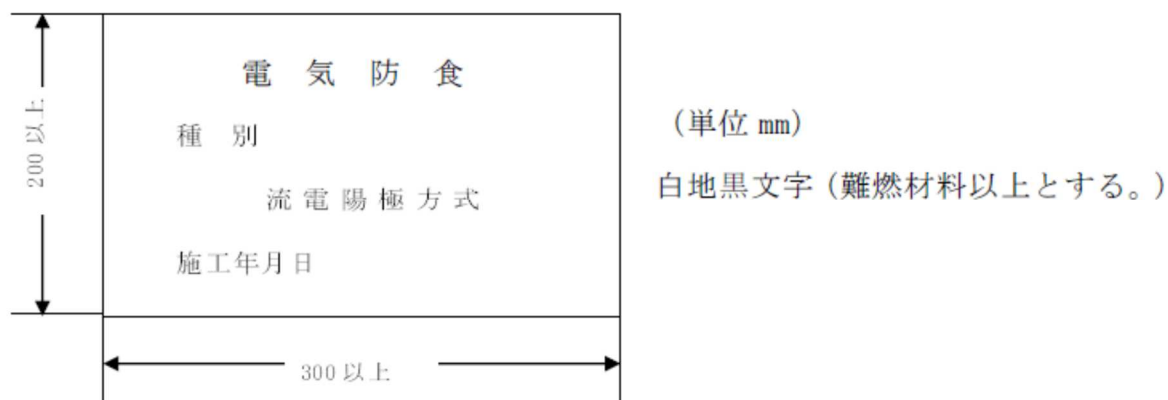 電 気 防 食
種 別
流 電 陽 極 方 式
施工年月日
200 以上
300 以上
（単位 mm）
白地黒文字（難燃材料以上とする。）